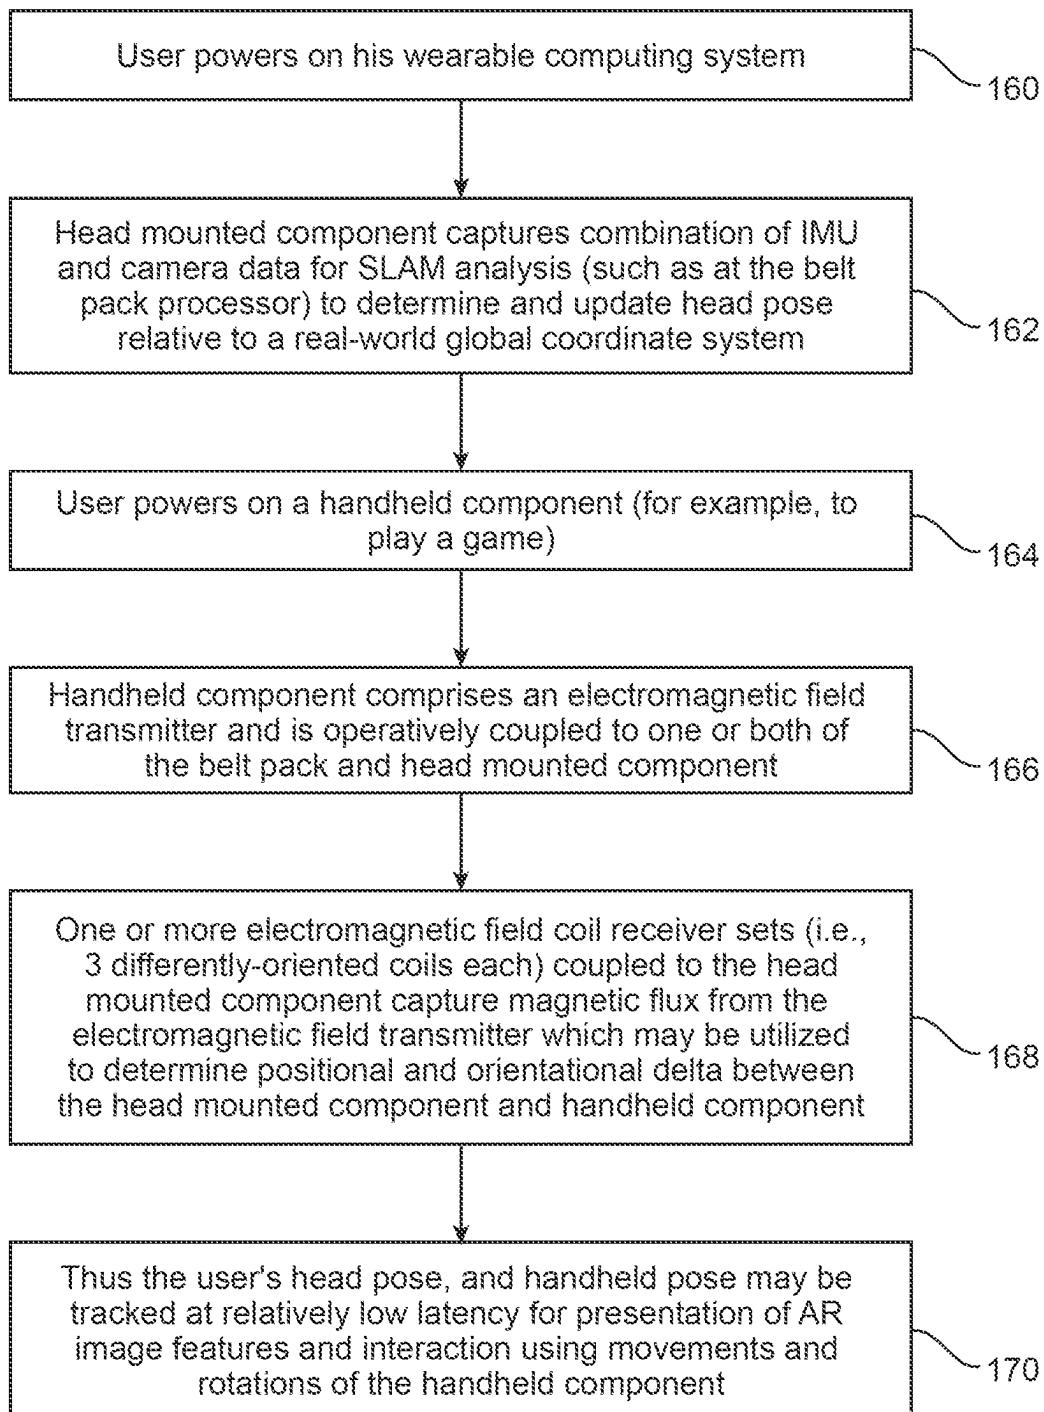 User powers on his wearable computing system
160
Head mounted component captures combination of IMU
and camera data for SLAM analysis (such as at the belt
pack processor) to determine and update head pose
relative to a real-world global coordinate system
162
User powers on a handheld component (for example, to
play a game)
164
Handheld component comprises an electromagnetic field
transmitter and is operatively coupled to one or both of
the belt pack and head mounted component
166
One or more electromagnetic field coil receiver sets (i.e.,
3 differently-oriented coils each) coupled to the head
mounted component capture magnetic flux from the
electromagnetic field transmitter which may be utilized
to determine positional and orientational delta between
the head mounted component and handheld component
168
Thus the user's head pose, and handheld pose may be
tracked at relatively low latency for presentation of AR
image features and interaction using movements and
rotations of the handheld component
170